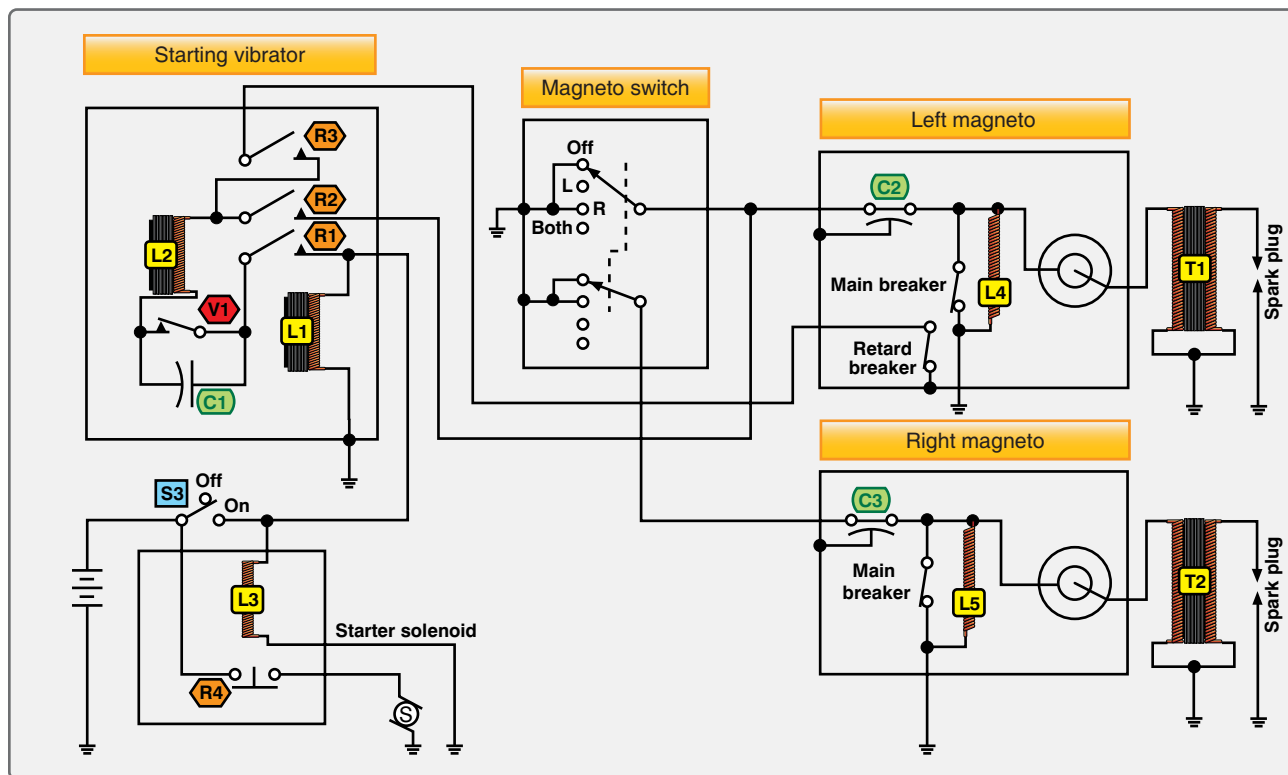 Starting vibrator
R3
R2
R1
L2
V1
L1
C1
Magneto switch
Off
L
R
Both
Left magneto
C2
Main breaker
L4
Retard
breaker
T1
Spark plug
S3
Off
On
L3
Starter solenoid
R4
S
Right magneto
C3
Main
breaker
L5
T2
Spark plug